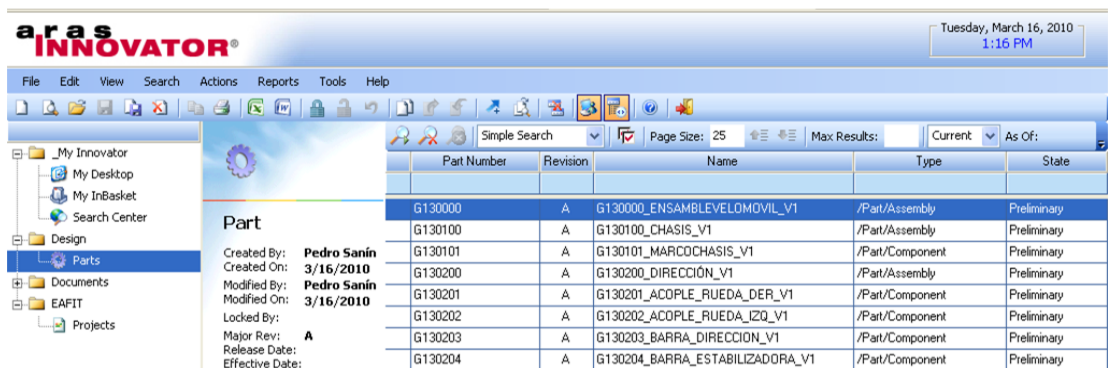 aras
INNOVATOR®
Tuesday, March 16, 2010
1:16 PM
File Edit View Search Actions Reports Tools Help
Simple Search Page Size: 25 Max Results: Current As Of:
_My Innovator
My Desktop
My InBasket
Search Center
Design
Parts
Documents
EAFIT
Projects
Part
Created By: Pedro Sanín
Created On: 3/16/2010
Modified By: Pedro Sanín
Modified On: 3/16/2010
Locked By:
Major Rev: A
Release Date:
Effective Date:
Part Number Revision Name Type State
G130000 A G130000_ENSAMBLEVELOMOVIL_V1 /Part/Assembly Preliminary
G130100 A G130100_CHASIS_V1 /Part/Assembly Preliminary
G130101 A G130101_MARCOCHASIS_V1 /Part/Component Preliminary
G130200 A G130200_DIRECCIÓN_V1 /Part/Assembly Preliminary
G130201 A G130201_ACOPLE_RUEDA_DER_V1 /Part/Component Preliminary
G130202 A G130202_ACOPLE_RUEDA_IZQ_V1 /Part/Component Preliminary
G130203 A G130203_BARRA_DIRECCION_V1 /Part/Component Preliminary
G130204 A G130204_BARRA_ESTABILIZADORA_V1 /Part/Component Preliminary